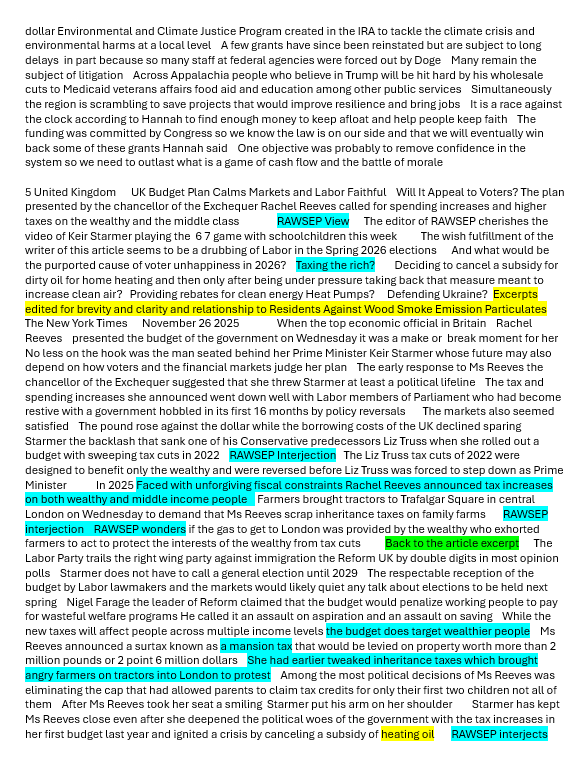 dollar Environmental and Climate Justice Program created in the IRA to tackle the climate crisis and
environmental harms at a local level A few grants have since been reinstated but are subject to long
delays in part because so many staff at federal agencies were forced out by Doge Many remain the
subject of litigation Across Appalachia people who believe in Trump will be hit hard by his wholesale
cuts to Medicaid veterans affairs food aid and education among other public services Simultaneously
the region is scrambling to save projects that would improve resilience and bring jobs It is a race against
the clock according to Hannah to find enough money to keep afloat and help people keep faith The
funding was committed by Congress so we know the law is on our side and that we will eventually win
back some of these grants Hannah said One objective was probably to remove confidence in the
system so we need to outlast what is a game of cash flow and the battle of morale
5 United Kingdom UK Budget Plan Calms Markets and Labor Faithful Will It Appeal to Voters? The plan
presented by the chancellor of the Exchequer Rachel Reeves called for spending increases and higher
taxes on the wealthy and the middle class RAWSEP View The editor of RAWSEP cherishes the
video of Keir Starmer playing the 6 7 game with schoolchildren this week The wish fulfillment of the
writer of this article seems to be a drubbing of Labor in the Spring 2026 elections And what would be
the purported cause of voter unhappiness in 2026? Taxing the rich? Deciding to cancel a subsidy for
dirty oil for home heating and then only after being under pressure taking back that measure meant to
increase clean air? Providing rebates for clean energy Heat Pumps? Defending Ukraine? Excerpts
edited for brevity and clarity and relationship to Residents Against Wood Smoke Emission Particulates
The New York Times November 26 2025 When the top economic official in Britain Rachel
Reeves presented the budget of the government on Wednesday it was a make or break moment for her
No less on the hook was the man seated behind her Prime Minister Keir Starmer whose future may also
depend on how voters and the financial markets judge her plan The early response to Ms Reeves the
chancellor of the Exchequer suggested that she threw Starmer at least a political lifeline The tax and
spending increases she announced went down well with Labor members of Parliament who had become
restive with a government hobbled in its first 16 months by policy reversals The markets also seemed
satisfied The pound rose against the dollar while the borrowing costs of the UK declined sparing
Starmer the backlash that sank one of his Conservative predecessors Liz Truss when she rolled out a
budget with sweeping tax cuts in 2022 RAWSEP Interjection The Liz Truss tax cuts of 2022 were
designed to benefit only the wealthy and were reversed before Liz Truss was forced to step down as Prime
Minister In 2025 Faced with unforgiving fiscal constraints Rachel Reeves announced tax increases
on both wealthy and middle income people Farmers brought tractors to Trafalgar Square in central
London on Wednesday to demand that Ms Reeves scrap inheritance taxes on family farms RAWSEP
interjection RAWSEP wonders if the gas to get to London was provided by the wealthy who exhorted
farmers to act to protect the interests of the wealthy from tax cuts Back to the article excerpt The
Labor Party trails the right wing party against immigration the Reform UK by double digits in most opinion
polls Starmer does not have to call a general election until 2029 The respectable reception of the
budget by Labor lawmakers and the markets would likely quiet any talk about elections to be held next
spring Nigel Farage the leader of Reform claimed that the budget would penalize working people to pay
for wasteful welfare programs He called it an assault on aspiration and an assault on saving While the
new taxes will affect people across multiple income levels the budget does target wealthier people Ms
Reeves announced a surtax known as a mansion tax that would be levied on property worth more than 2
million pounds or 2 point 6 million dollars She had earlier tweaked inheritance taxes which brought
angry farmers on tractors into London to protest Among the most political decisions of Ms Reeves was
eliminating the cap that had allowed parents to claim tax credits for only their first two children not all of
them After Ms Reeves took her seat a smiling Starmer put his arm on her shoulder Starmer has kept
Ms Reeves close even after she deepened the political woes of the government with the tax increases in
her first budget last year and ignited a crisis by canceling a subsidy of heating oil RAWSEP interjects